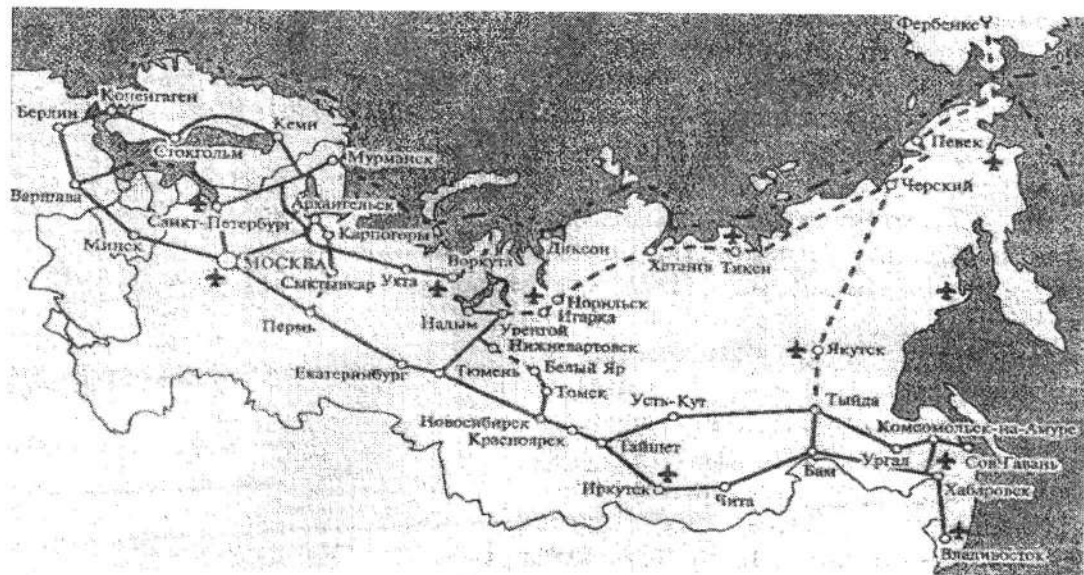 Фербенкс
Копенгаген
Берлин
Кеми
Стокгольм
Мурманск
Певек
Черский
Варшава
Архангельск
Санкт-Петербург
Карпогоры
Минск
МОСКВА
Диксон
Воркута
Хатанга
Тикси
Ухта
Сыктывкар
Норильск
Надым
Игарка
Пермь
Уренгой
Нижневартовск
Якутск
Екатеринбург
Тюмень
Белый Яр
Томск
Усть-Кут
Тыйда
Новосибирск
Комсомольск-на-Амуре
Красноярск
Тайшет
Ургал
Сов Гавань
Бам
Иркутск
Чита
Хабаровск
Владивосток